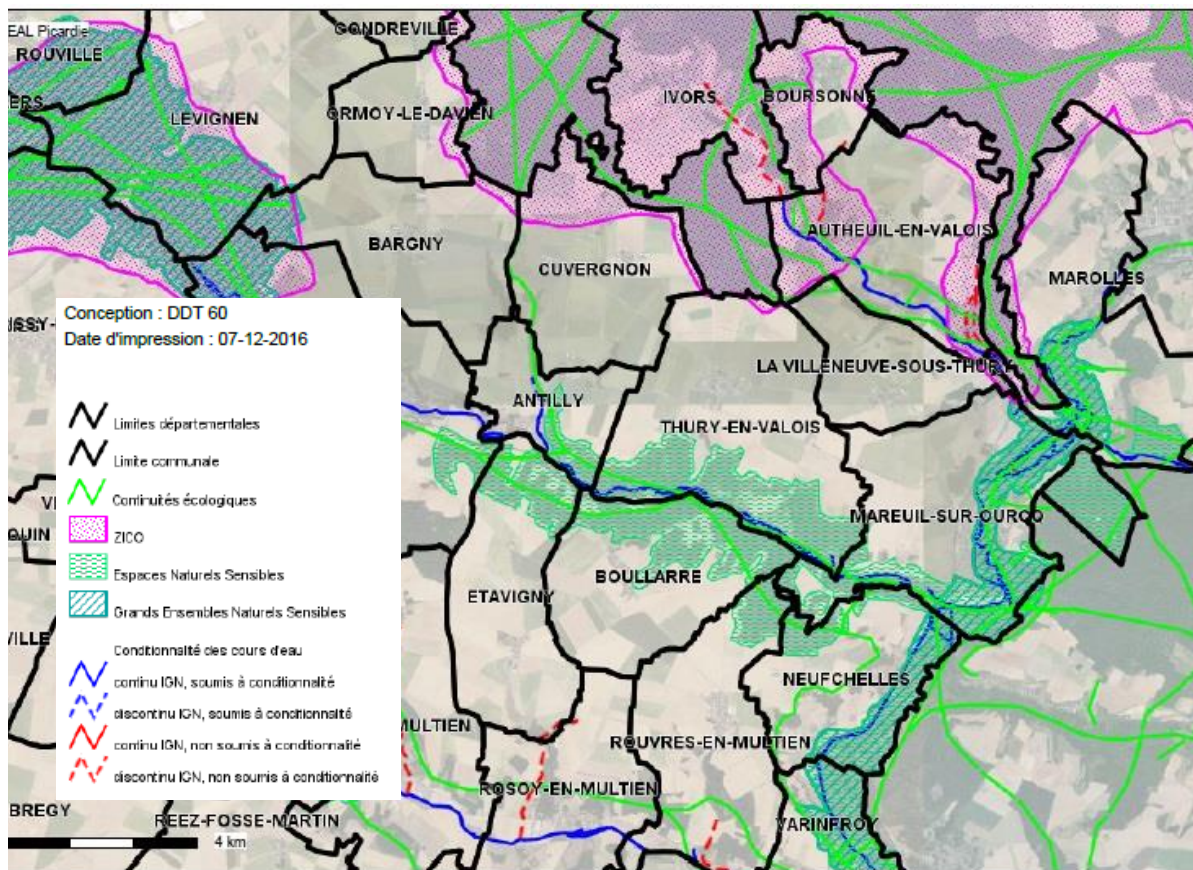 EAL Picardie
GONDREVILLE
ROUVILLE
ERS
LEVIGNEN
ORMOY-LE-DAVIEN
IVORS
BOURSONNE
BARGNY
CUVERGNON
AUTHEUIL-EN-VALOIS
MAROLLES
Conception : DDT 60
Date d'impression : 07-12-2016
LA VILLENEUVE-SOUS-THURY
ANTILLY
THURY-EN-VALOIS
Limites départementales
Limite communale
Continuités écologiques
ZICO
Espaces Naturels Sensibles
Grands Ensembles Naturels Sensibles
Conditionnalité des cours d'eau
continu IGN, soumis à conditionnalité
discontinu IGN, soumis à conditionnalité
continu IGN, non soumis à conditionnalité
discontinu IGN, non soumis à conditionnalité
VI
QUIN
MAREUIL-SUR-OURCQ
BOULLARRE
ETAVIGNY
VILLE
NEUFCHELLES
MULTIEN
ROUVRES-EN-MULTIEN
ROSOY-EN-MULTIEN
BREGY
REEZ-FOSSE-MARTIN
VARINFROY
4 km